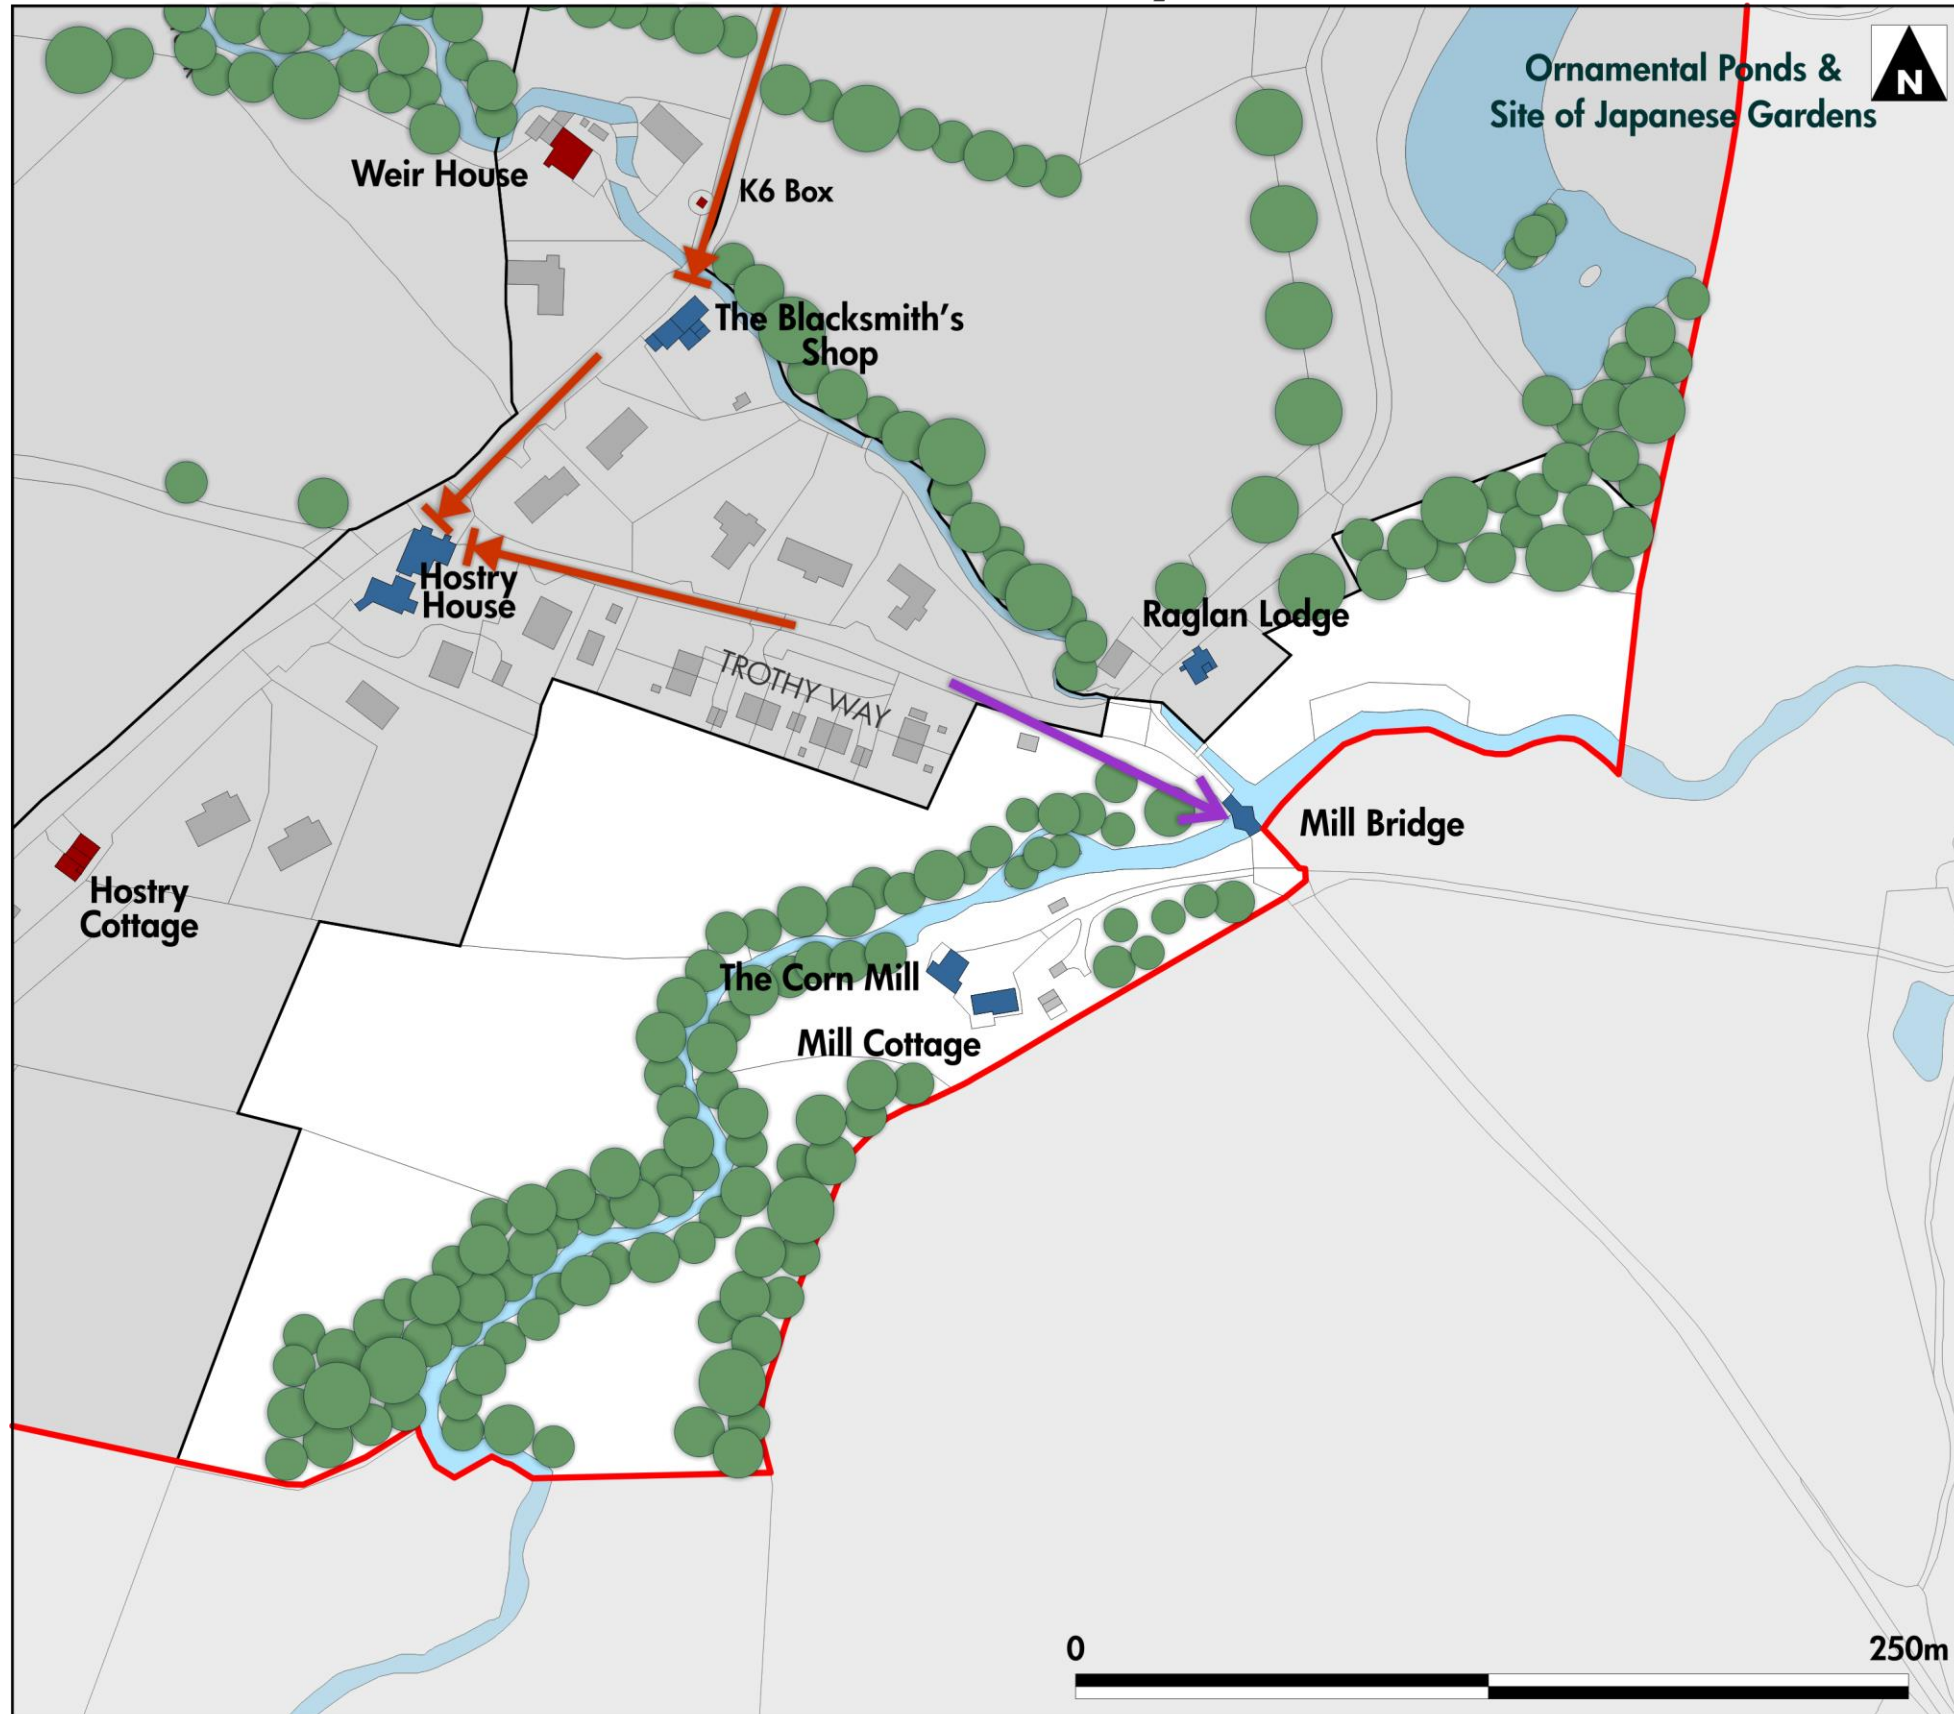 Ornamental Ponds &
Site of Japanese Gardens
N
Weir House
K6 Box
The Blacksmith's
Shop
Hostry
House
Raglan Lodge
TROTHY WAY
Mill Bridge
Hostry
Cottage
The Corn Mill
Mill Cottage
0
250m